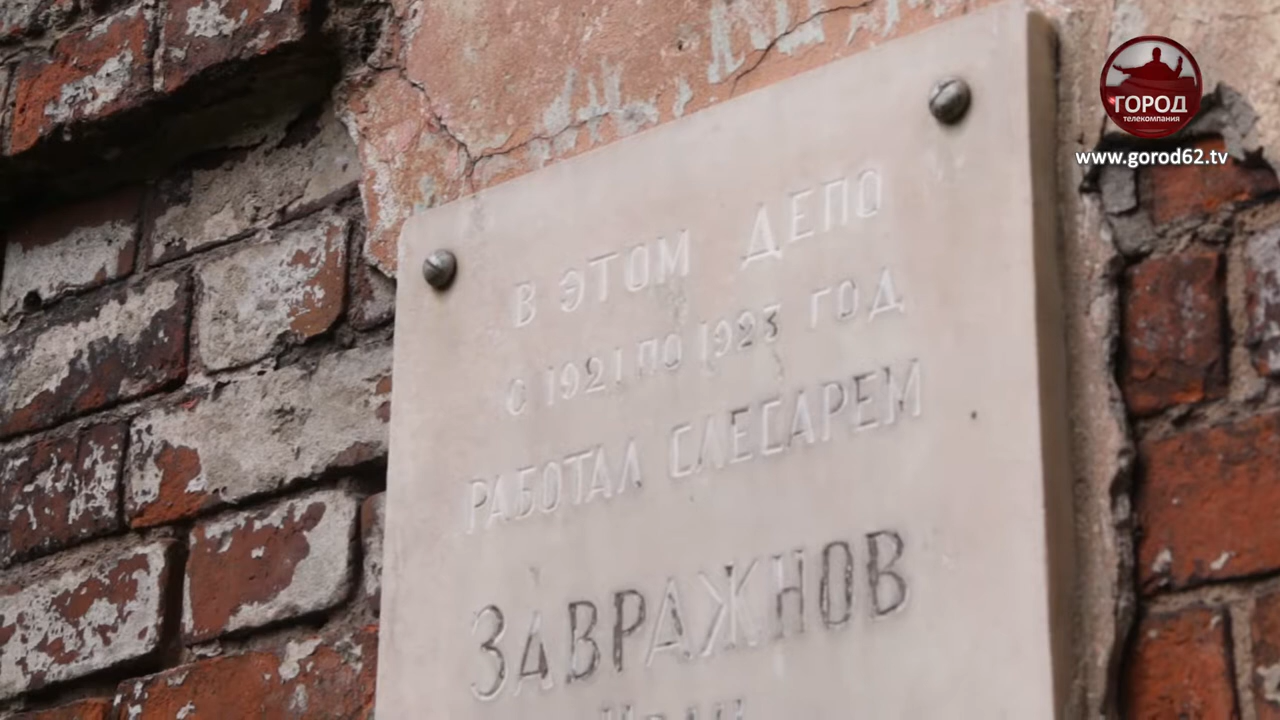 ГОРОД
телекомпания
www.gorod62.tv
В ЭТОМ ДЕПО
С 1921 ПО 1923 ГОД
РАБОТАЛ СЛЕСАРЕМ
ЗАВРАЖНОВ